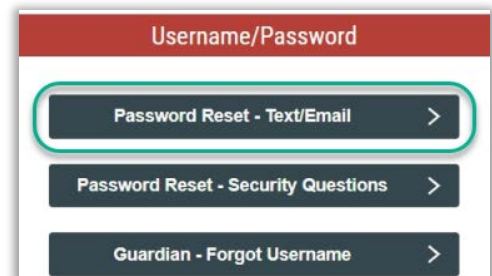 Username/Password
Password Reset - Text/Email
Password Reset - Security Questions
Guardian - Forgot Username